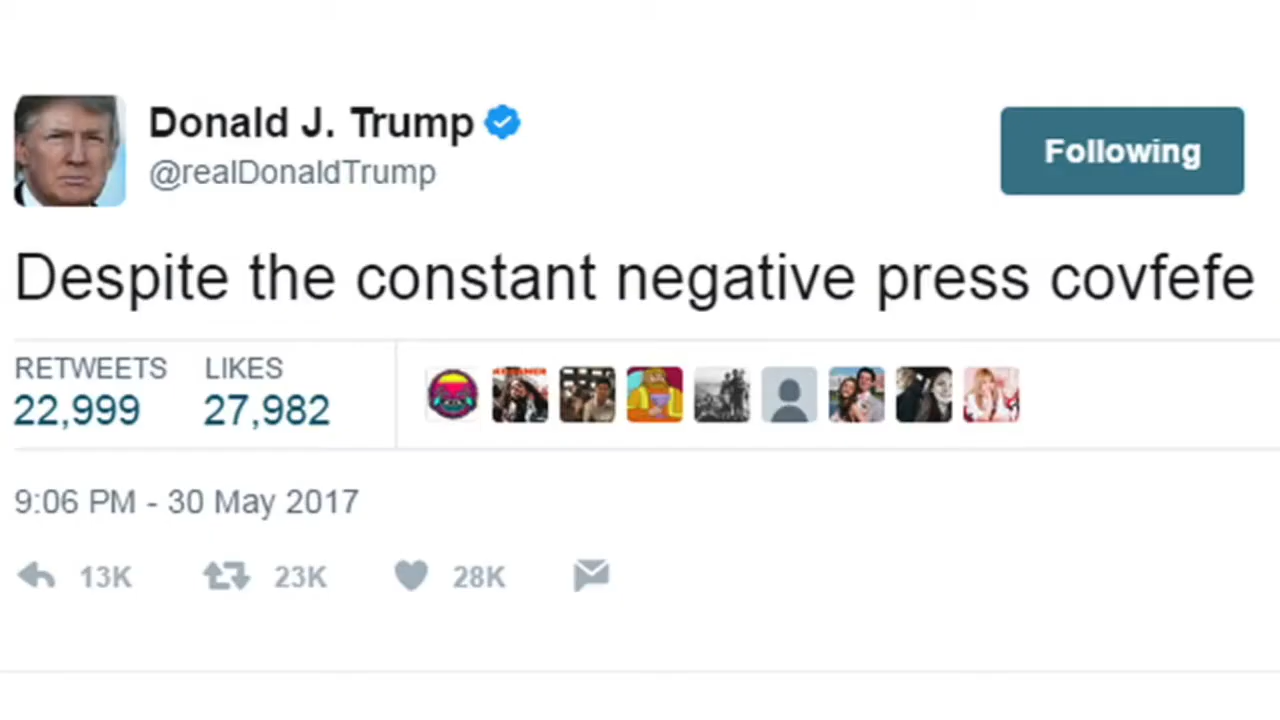 Donald J. Trump
@realDonaldTrump
Following
Despite the constant negative press covfefe
RETWEETS LIKES
22,999 27,982
9:06 PM - 30 May 2017
13K 23K 28K